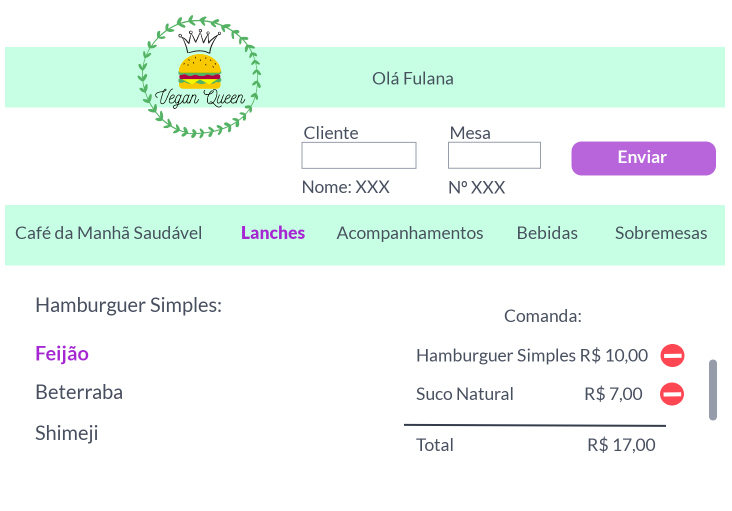 Vegan Queen
Olá Fulana
Cliente
Mesa
Enviar
Nome: XXX
Nº XXX
Café da Manhã Saudável Lanches Acompanhamentos Bebidas Sobremesas
Hamburguer Simples:
Feijão
Beterraba
Shimeji
Comanda:
Hamburguer Simples R$ 10,00
Suco Natural R$ 7,00
Total R$ 17,00